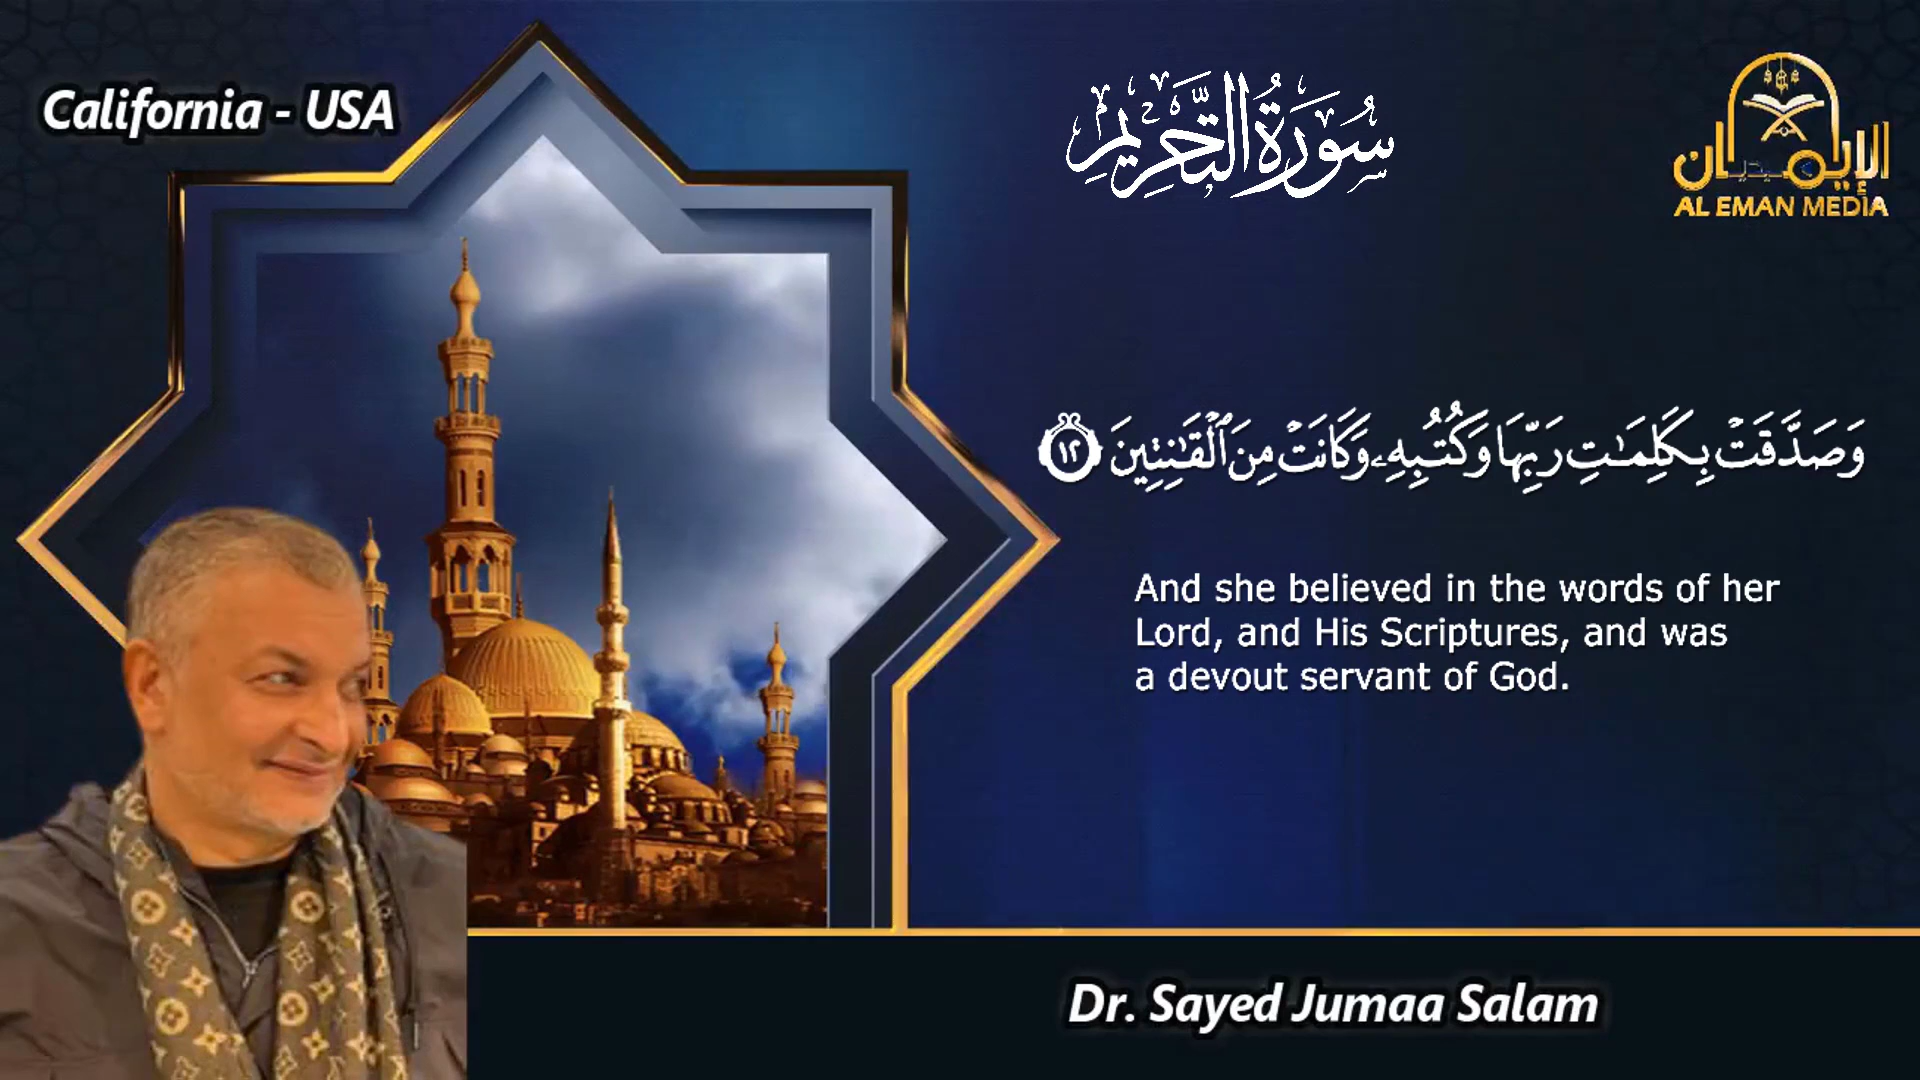 California - USA
سُورَةُ التَّحْرِيمِ
الإيمان
AL EMAN MEDIA
وَصَدَّقَتْ بِكَلِمَٰتِ رَبِّهَا وَكُتُبِهِۦ وَكَانَتْ مِنَ ٱلْقَٰنِتِينَ ١٢
And she believed in the words of her
Lord, and His Scriptures, and was
a devout servant of God.
Dr. Sayed Jumaa Salam